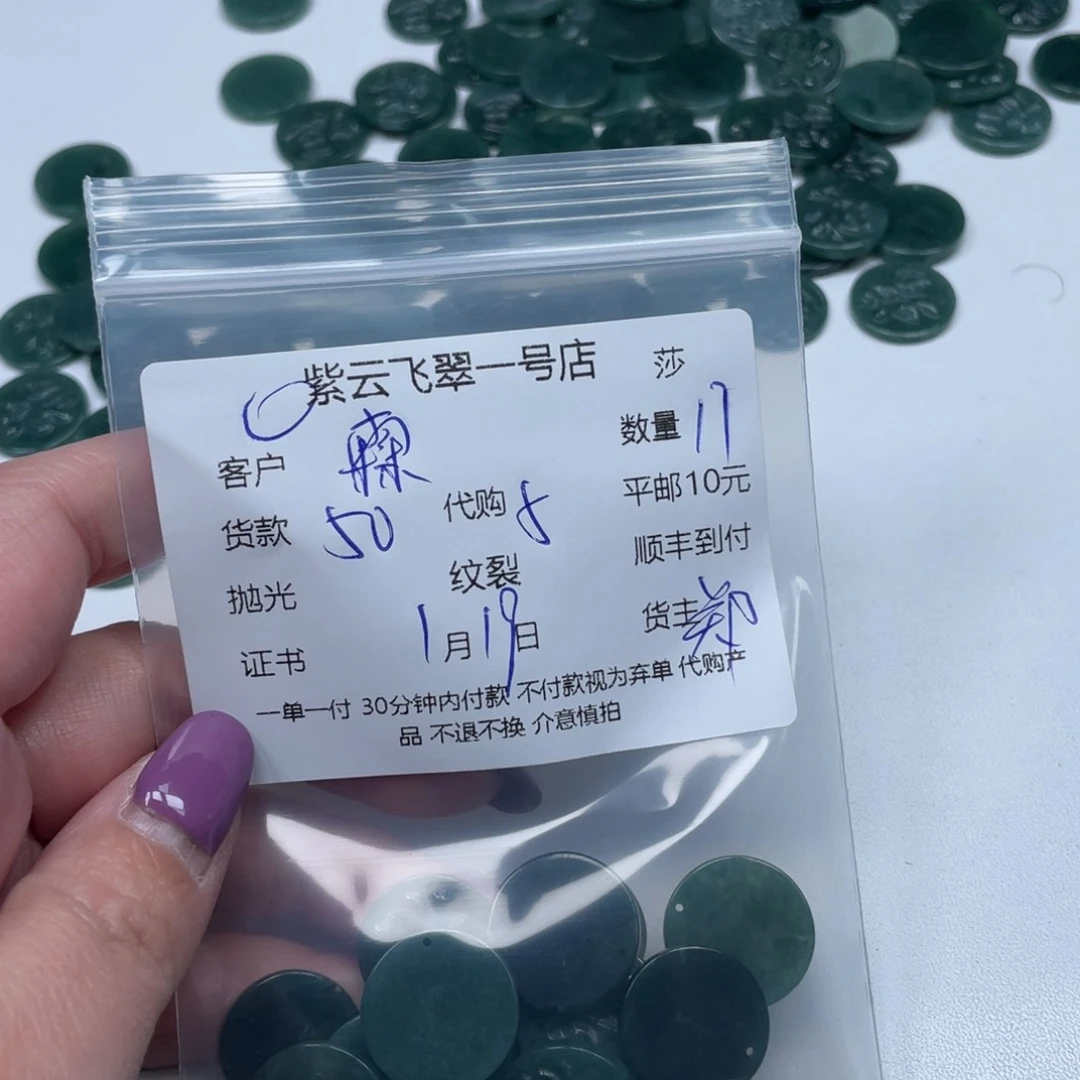 紫云飞翠一号店 莎
客户 数量 17
货款 50 代购 5 平邮10元
抛光 纹裂 顺丰到付
证书 1月19日 货主 郑
一单一付 30分钟内付款 不付款视为弃单 代购产
品 不退不换 介意慎拍